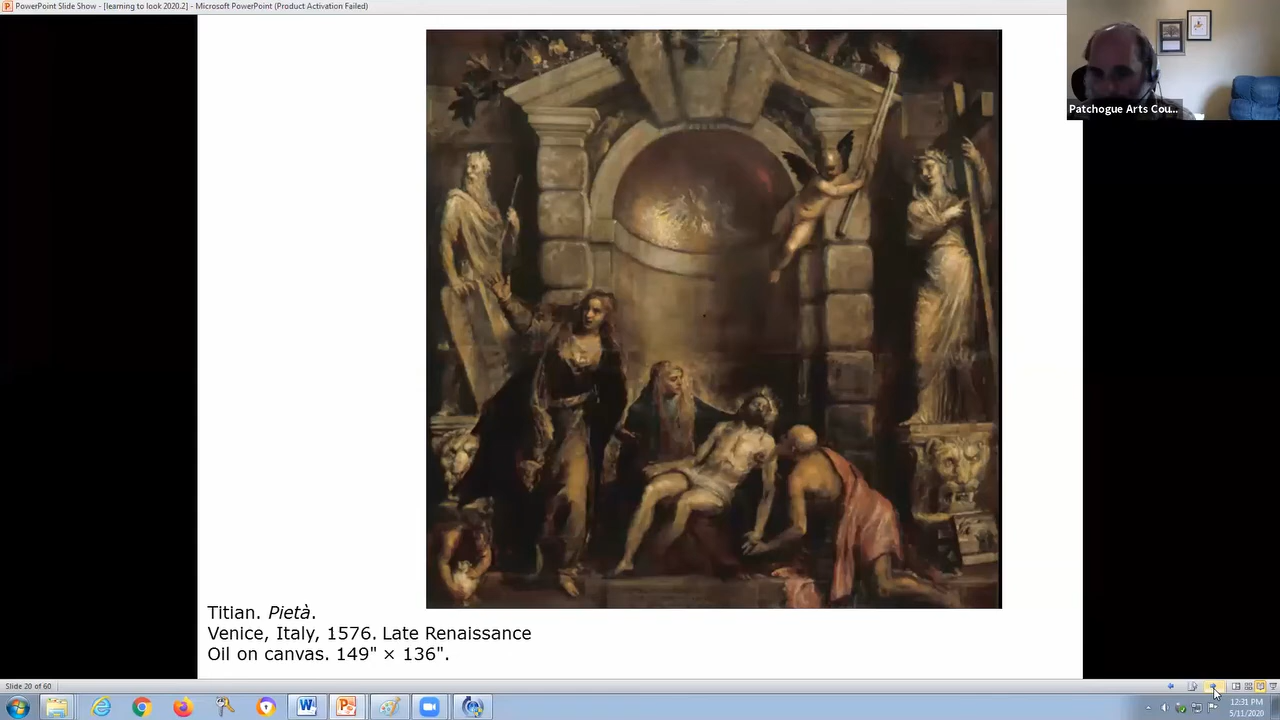 PowerPoint Slide Show - [learning to look 2020.2] - Microsoft PowerPoint (Product Activation Failed)
Patchogue Arts Cou...
Titian. Pietà.
Venice, Italy, 1576. Late Renaissance
Oil on canvas. 149" × 136".
Slide 20 of 60
12:31 PM
5/11/2020